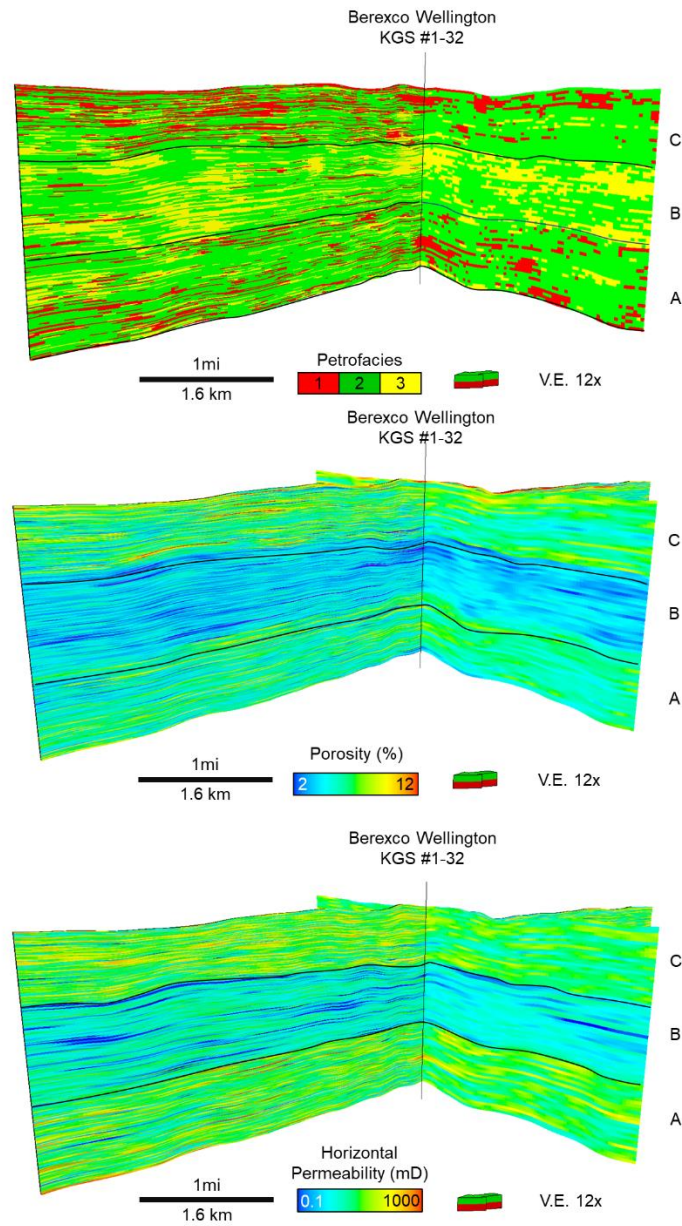 Berexco Wellington
KGS #1-32
C
B
A
1mi
1.6 km
Petrofacies
1 2 3
V.E. 12x
Berexco Wellington
KGS #1-32
C
B
A
1mi
1.6 km
Porosity (%)
2 12
V.E. 12x
Berexco Wellington
KGS #1-32
C
B
A
1mi
1.6 km
Horizontal
Permeability (mD)
0.1 1000
V.E. 12x